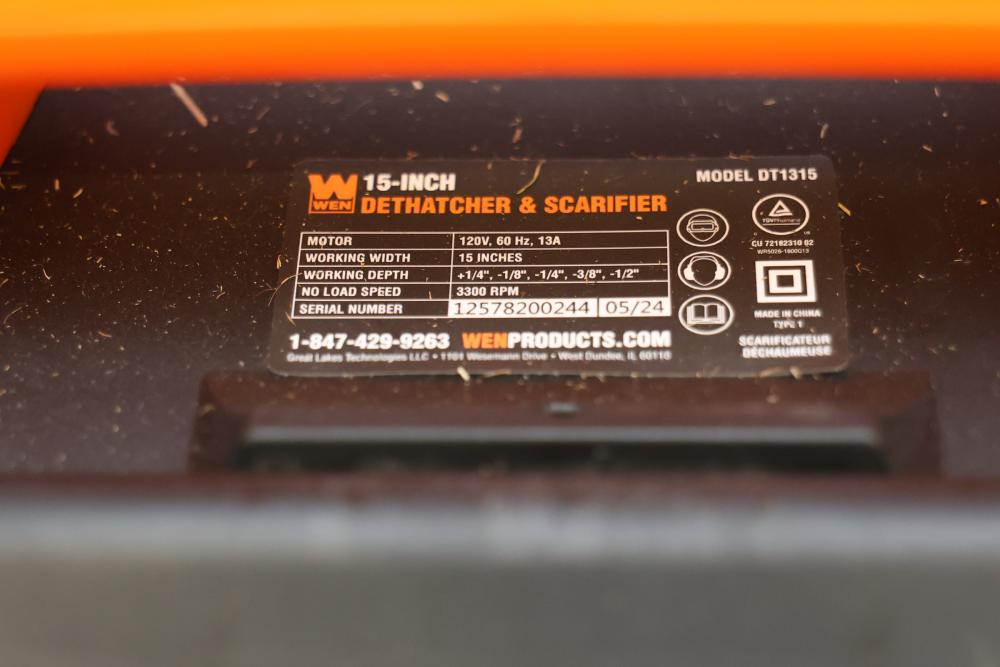 WEN
15-INCH
DETHATCHER & SCARIFIER
MODEL DT1315
MOTOR 120V, 60 Hz, 13A
WORKING WIDTH 15 INCHES
WORKING DEPTH +1/4", -1/8", -1/4", -3/8", -1/2"
NO LOAD SPEED 3300 RPM
SERIAL NUMBER 12578200244 05/24
1-847-429-9263 WENPRODUCTS.COM
Great Lakes Technologies LLC • 1101 Wesemann Drive • West Dundee, IL 60118
TÜVRheinland
CU 72182310 02
MADE IN CHINA
TYPE 1
SCARIFICATEUR
DÉCHAUMEUSE